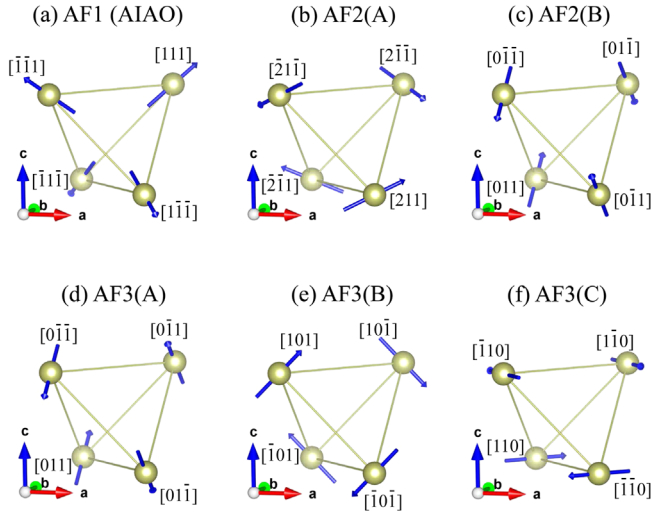 (a) AF1 (AIAO)
(b) AF2(A)
(c) AF2(B)
[1̄1̄1]
[111]
[1̄11̄]
[11̄1̄]
c
b
a
[2̄11̄]
[21̄1̄]
[2̄1̄1]
[211]
c
b
a
[01̄1̄]
[011̄]
[011]
[01̄1]
c
b
a
(d) AF3(A)
(e) AF3(B)
(f) AF3(C)
[01̄1̄]
[01̄1]
[011]
[011̄]
c
b
a
[101]
[101̄]
[1̄01]
[1̄01̄]
c
b
a
[1̄10]
[11̄0]
[110]
[1̄1̄0]
c
b
a